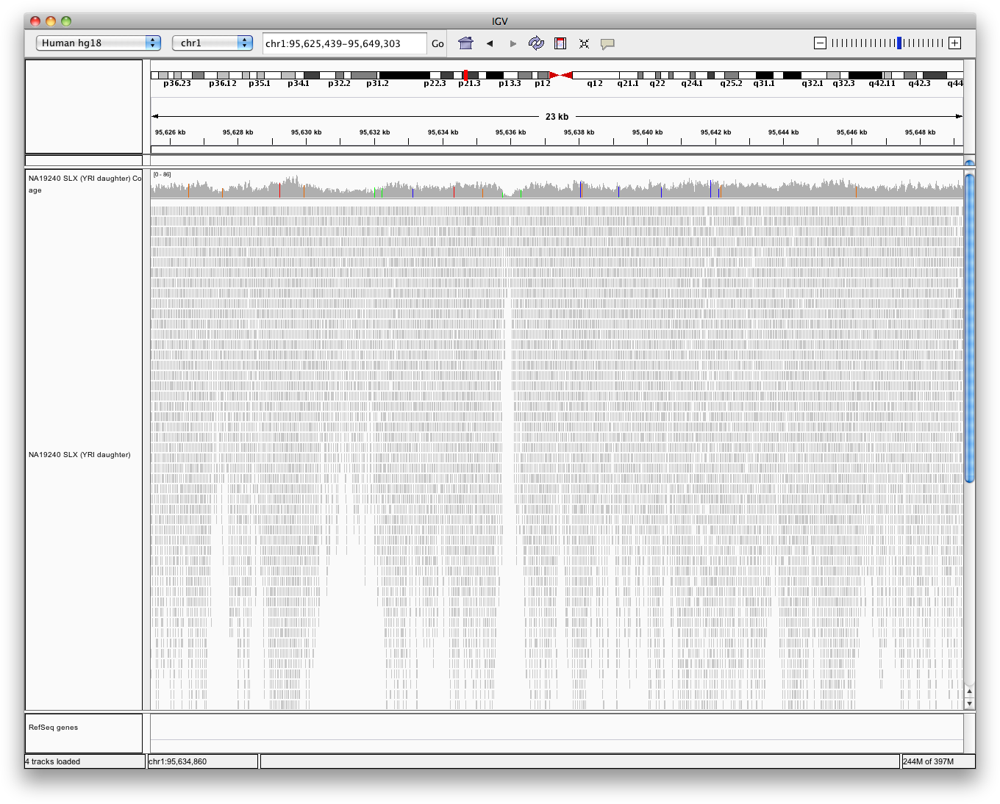 IGV
Human hg18 chr1 chr1:95,625,439-95,649,303 Go
p36.23 p36.12 p35.1 p34.1 p32.2 p31.2 p22.3 p21.3 p13.3 p12 q12 q21.1 q22 q24.1 q25.2 q31.1 q32.1 q32.3 q42.11 q42.3 q44
23 kb
95,626 kb 95,628 kb 95,630 kb 95,632 kb 95,634 kb 95,636 kb 95,638 kb 95,640 kb 95,642 kb 95,644 kb 95,646 kb 95,648 kb
NA19240 SLX (YRI daughter) Co
age
[0 - 86]
NA19240 SLX (YRI daughter)
RefSeq genes
4 tracks loaded chr1:95,634,860 244M of 397M